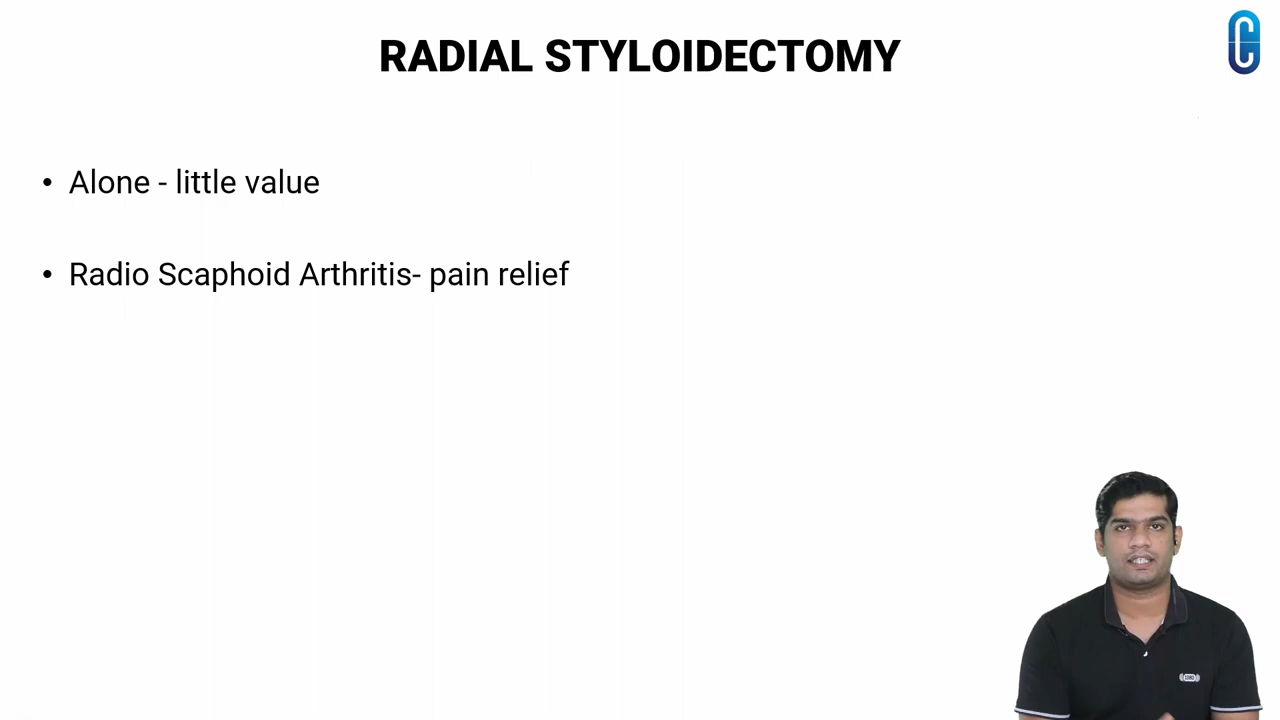 RADIAL STYLOIDECTOMY
• Alone - little value
• Radio Scaphoid Arthritis- pain relief